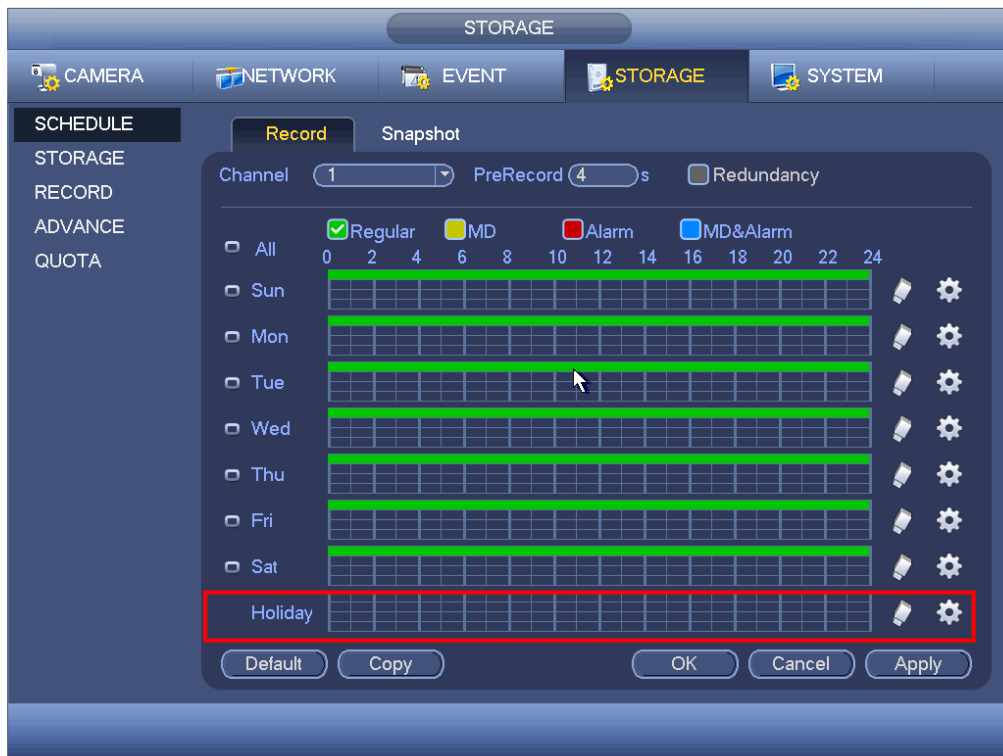 STORAGE
CAMERA NETWORK EVENT STORAGE SYSTEM
SCHEDULE
STORAGE
RECORD
ADVANCE
QUOTA
Record Snapshot
Channel 1 PreRecord 4 s Redundancy
Regular MD Alarm MD&Alarm
All
0 2 4 6 8 10 12 14 16 18 20 22 24
Sun
Mon
Tue
Wed
Thu
Fri
Sat
Holiday
Default Copy OK Cancel Apply